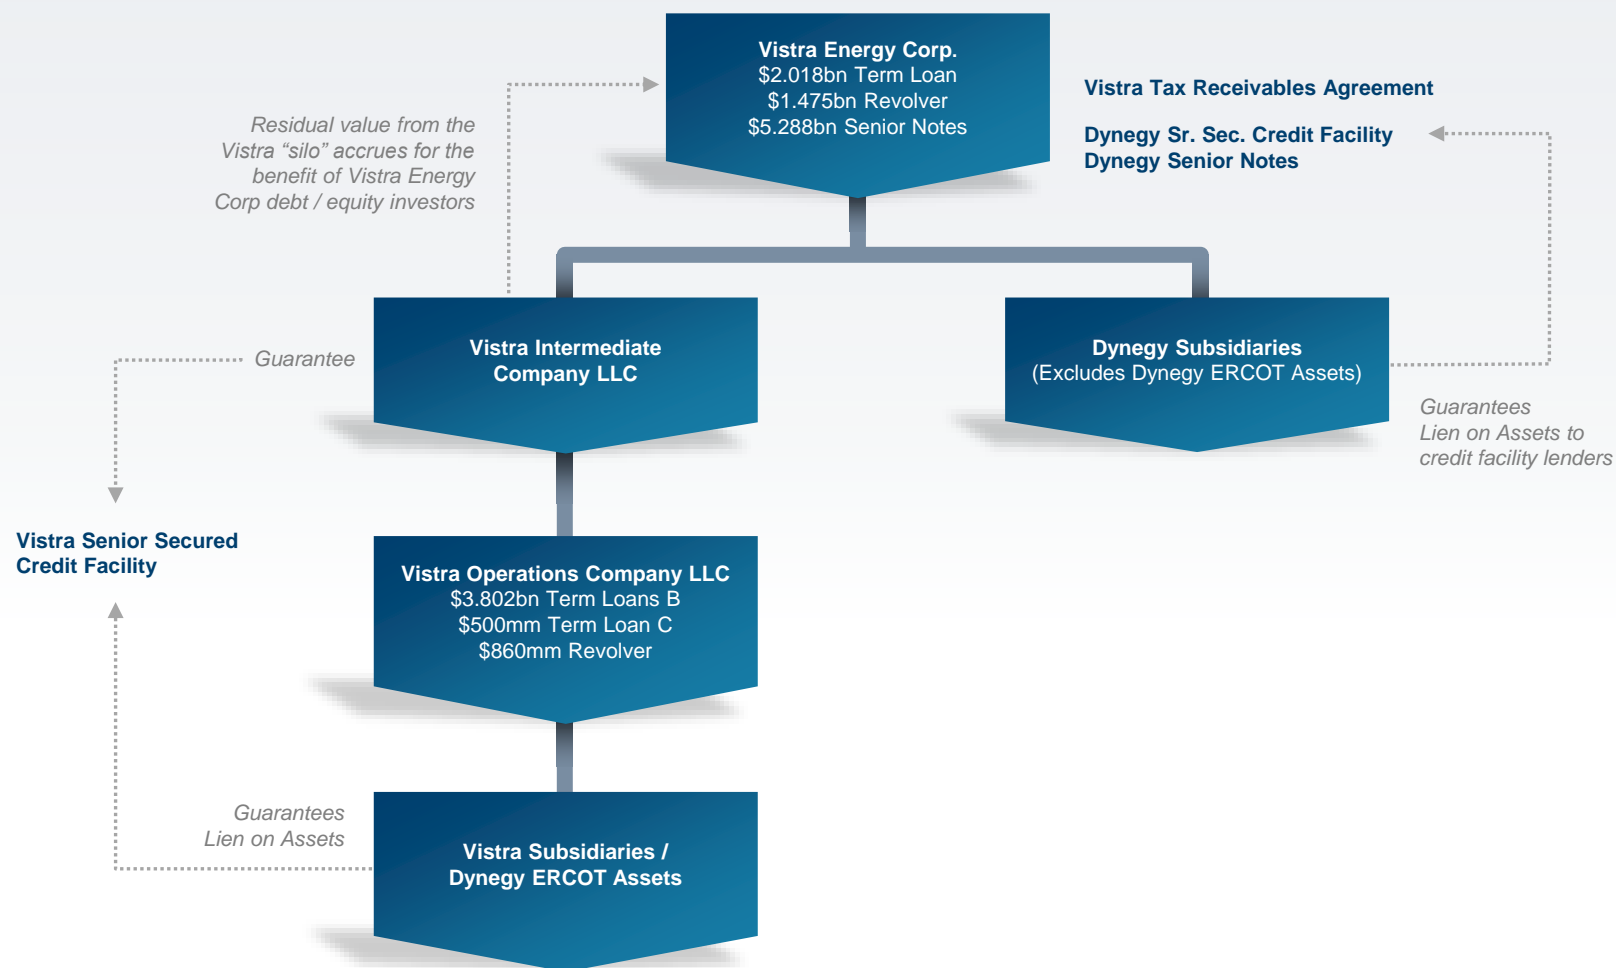 Vistra Energy Corp.
$2.018bn Term Loan
$1.475bn Revolver
$5.288bn Senior Notes
Vistra Tax Receivables Agreement
Dynegy Sr. Sec. Credit Facility
Dynegy Senior Notes
Residual value from the
Vistra “silo” accrues for the
benefit of Vistra Energy
Corp debt / equity investors
Guarantee
Vistra Intermediate
Company LLC
Dynegy Subsidiaries
(Excludes Dynegy ERCOT Assets)
Guarantees
Lien on Assets to
credit facility lenders
Vistra Senior Secured
Credit Facility
Vistra Operations Company LLC
$3.802bn Term Loans B
$500mm Term Loan C
$860mm Revolver
Guarantees
Lien on Assets
Vistra Subsidiaries /
Dynegy ERCOT Assets